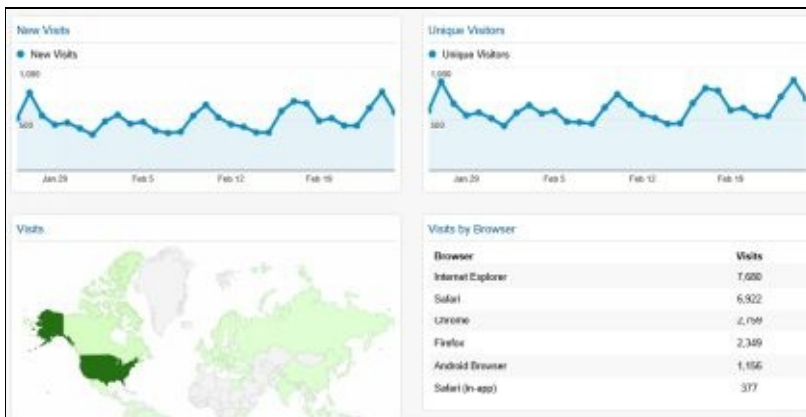 New Visits
New Visits
1,000
500
Jan 29 Feb 5 Feb 12 Feb 19
Unique Visitors
Unique Visitors
1,000
500
Jan 29 Feb 5 Feb 12 Feb 19
Visits
Visits by Browser
Browser Visits
Internet Explorer 7,680
Safari 6,922
Chrome 2,759
Firefox 2,349
Android Browser 1,156
Safari (in-app) 377